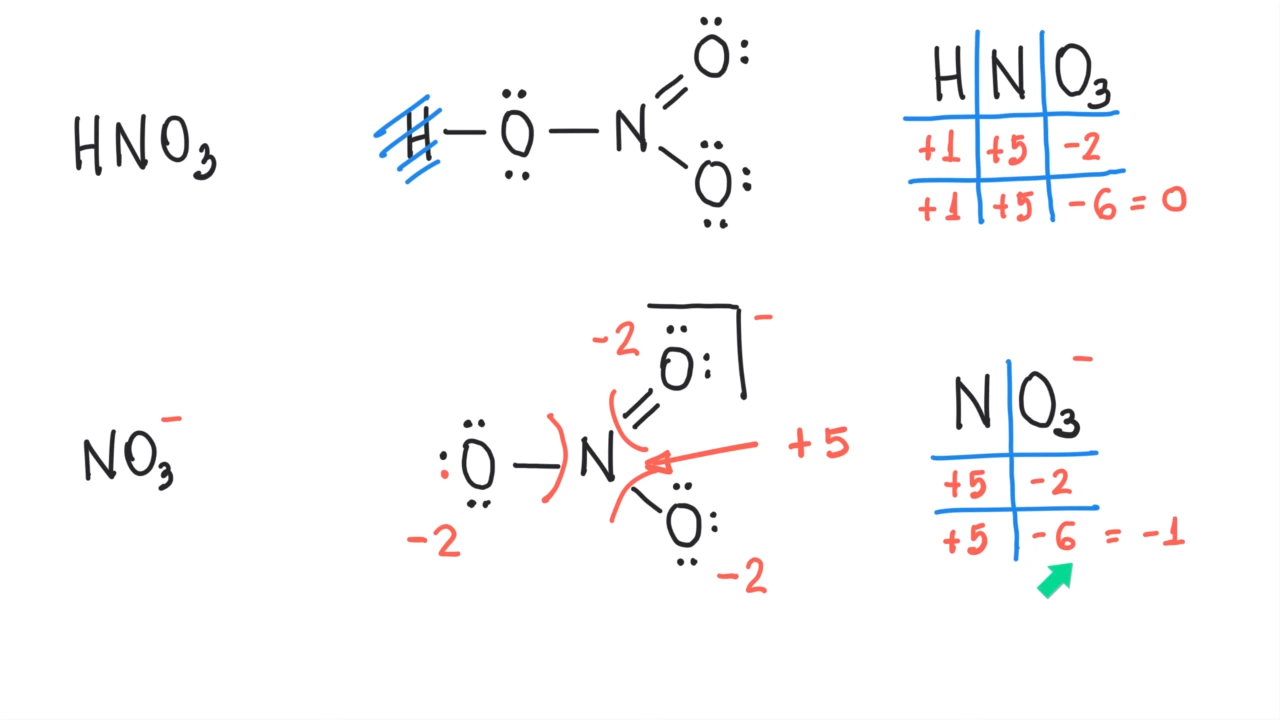 HNO₃
H–O–N
O
O
H N O₃
+1 +5 -2
+1 +5 -6 = 0
NO₃⁻
-2
O
−
O–N
+5
O
-2
-2
N O₃⁻
+5 -2
+5 -6 = -1